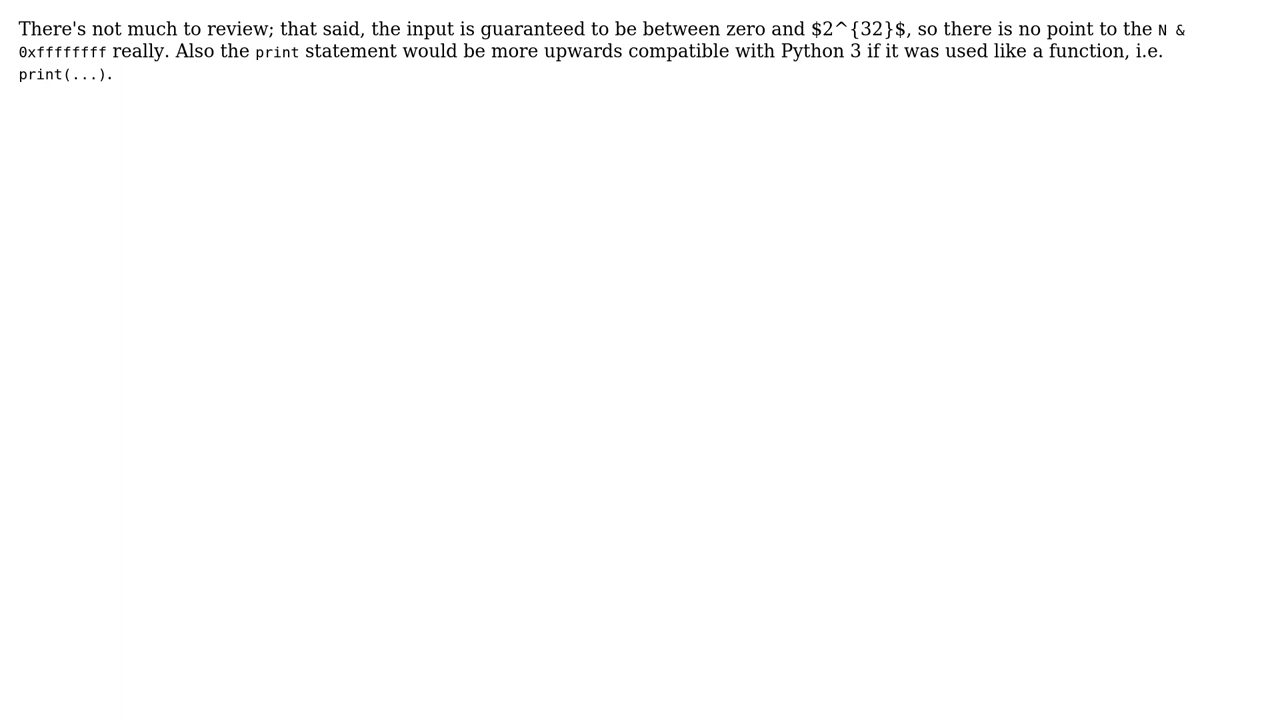 There's not much to review; that said, the input is guaranteed to be between zero and $2^{32}$, so there is no point to the N &
0xffffffff really. Also the print statement would be more upwards compatible with Python 3 if it was used like a function, i.e.
print(...).